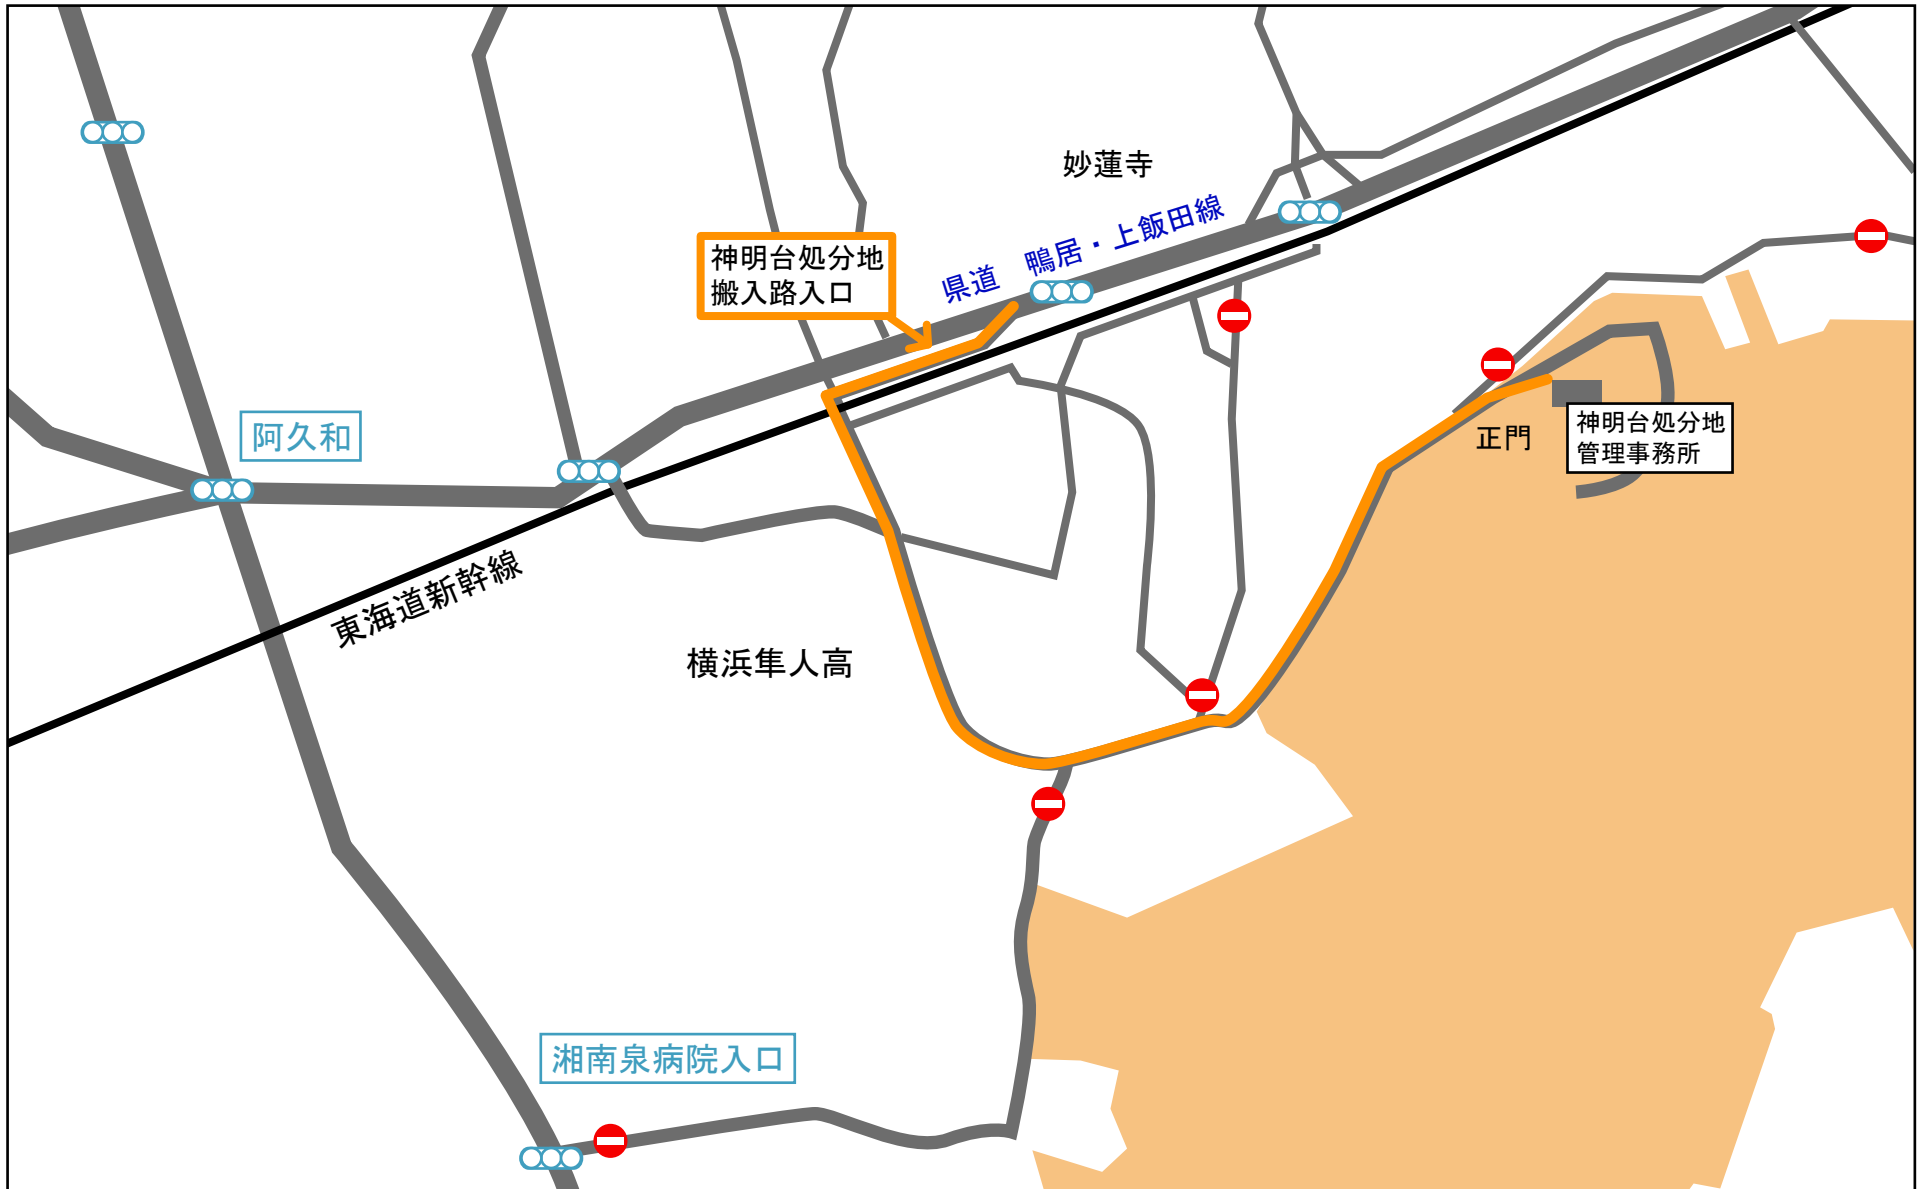 妙蓮寺
県道　鴨居・上飯田線
神明台処分地
搬入路入口
阿久和
正門
神明台処分地
管理事務所
東海道新幹線
横浜隼人高
湘南泉病院入口